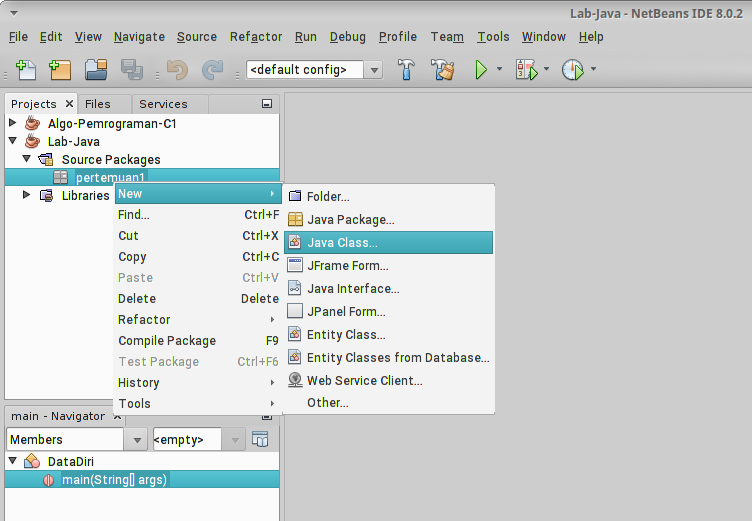 Lab-Java - NetBeans IDE 8.0.2
File Edit View Navigate Source Refactor Run Debug Profile Team Tools Window Help
<default config>
Projects Files Services
Algo-Pemrograman-C1
Lab-Java
Source Packages
pertemuan1
Libraries
New
Find... Ctrl+F
Cut Ctrl+X
Copy Ctrl+C
Paste Ctrl+V
Delete Delete
Refactor
Compile Package F9
Test Package Ctrl+F6
History
Tools
Folder...
Java Package...
Java Class...
JFrame Form...
Java Interface...
JPanel Form...
Entity Class...
Entity Classes from Database...
Web Service Client...
Other...
main - Navigator
Members <empty>
DataDiri
main(String[] args)